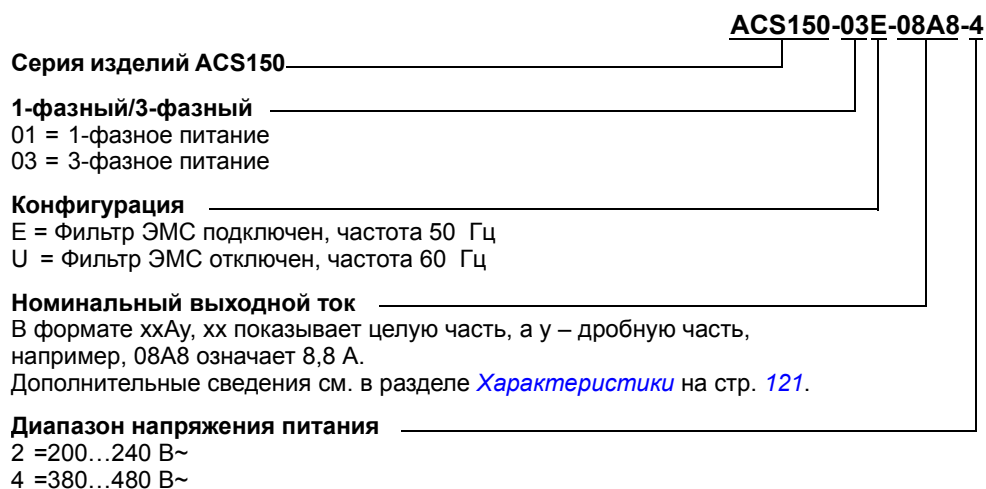 ACS150-03E-08A8-4
Серия изделий ACS150
1-фазный/3-фазный
01 = 1-фазное питание
03 = 3-фазное питание
Конфигурация
E = Фильтр ЭМС подключен, частота 50 Гц
U = Фильтр ЭМС отключен, частота 60 Гц
Номинальный выходной ток
В формате xxAy, xx показывает целую часть, а y – дробную часть,
например, 08A8 означает 8,8 A.
Дополнительные сведения см. в разделе Характеристики на стр. 121.
Диапазон напряжения питания
2 =200…240 В~
4 =380…480 В~